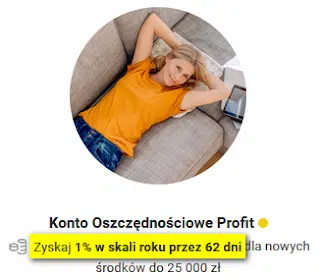 Konto Oszczędnościowe Profit
Zyskaj 1% w skali roku przez 62 dni dla nowych
środków do 25 000 zł